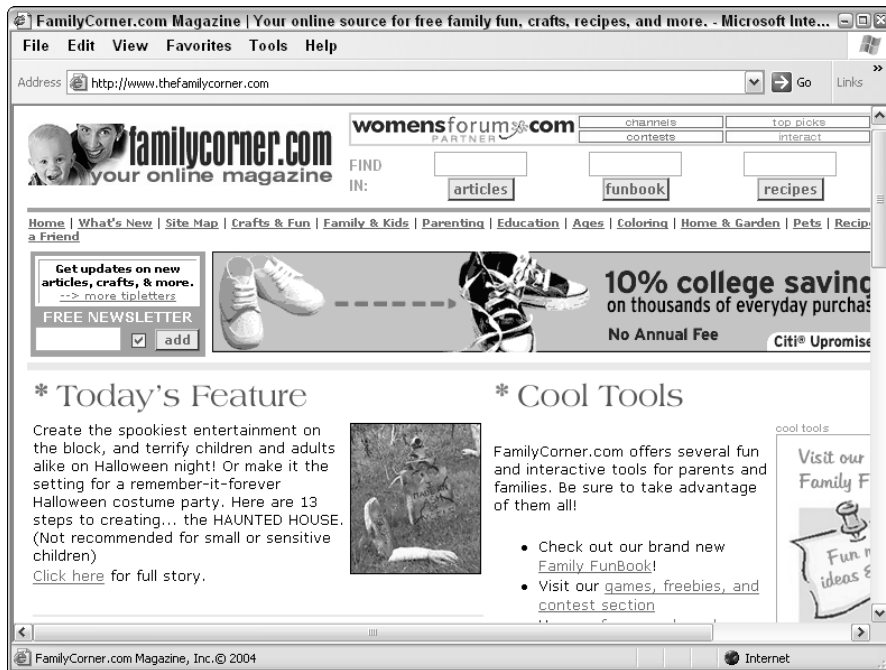 FamilyCorner.com Magazine | Your online source for free family fun, crafts, recipes, and more. - Microsoft Inte...
File Edit View Favorites Tools Help
Address http://www.thefamilycorner.com Go Links
familycorner.com
your online magazine
womensforum.com
PARTNER
channels top picks
contests interact
FIND
IN:
articles funbook recipes
Home | What's New | Site Map | Crafts & Fun | Family & Kids | Parenting | Education | Ages | Coloring | Home & Garden | Pets | Recip
a Friend
Get updates on new
articles, crafts, & more.
--> more tipletters
FREE NEWSLETTER
add
10% college saving
on thousands of everyday purchas
No Annual Fee
Citi® Upromise
* Today's Feature
Create the spookiest entertainment on
the block, and terrify children and adults
alike on Halloween night! Or make it the
setting for a remember-it-forever
Halloween costume party. Here are 13
steps to creating... the HAUNTED HOUSE.
(Not recommended for small or sensitive
children)
Click here for full story.
* Cool Tools
FamilyCorner.com offers several fun
and interactive tools for parents and
families. Be sure to take advantage
of them all!
• Check out our brand new
Family FunBook!
• Visit our games, freebies, and
contest section
cool tools
Visit our
Family F
Fun
ideas &
FamilyCorner.com Magazine, Inc.© 2004 Internet